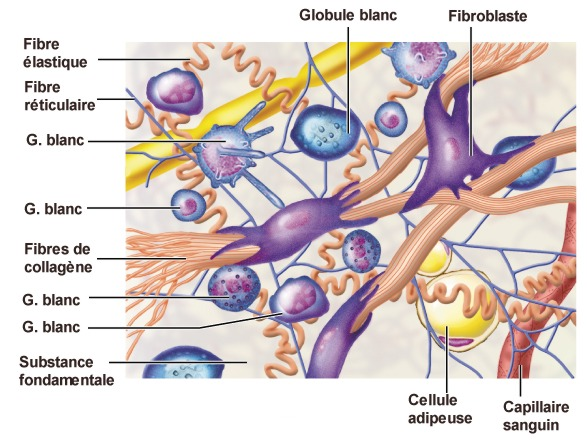 Globule blanc
Fibroblaste
Fibre
élastique
Fibre
réticulaire
G. blanc
G. blanc
Fibres de
collagène
G. blanc
G. blanc
Substance
fondamentale
Cellule
adipeuse
Capillaire
sanguin